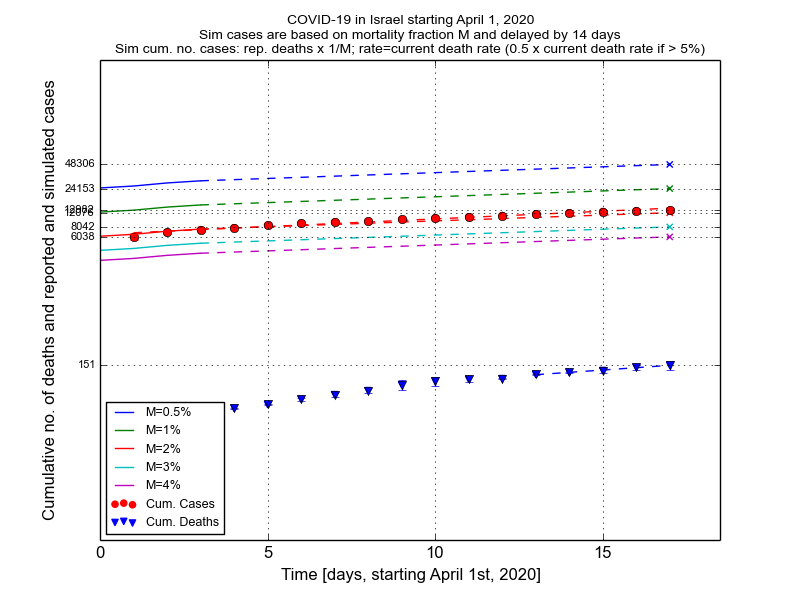 COVID-19 in Israel starting April 1, 2020
Sim cases are based on mortality fraction M and delayed by 14 days
Sim cum. no. cases: rep. deaths x 1/M; rate=current death rate (0.5 x current death rate if > 5%)
Cumulative no. of deaths and reported and simulated cases
48306
24153
12076
8042
6038
151
M=0.5%
M=1%
M=2%
M=3%
M=4%
Cum. Cases
Cum. Deaths
0
5
10
15
Time [days, starting April 1st, 2020]